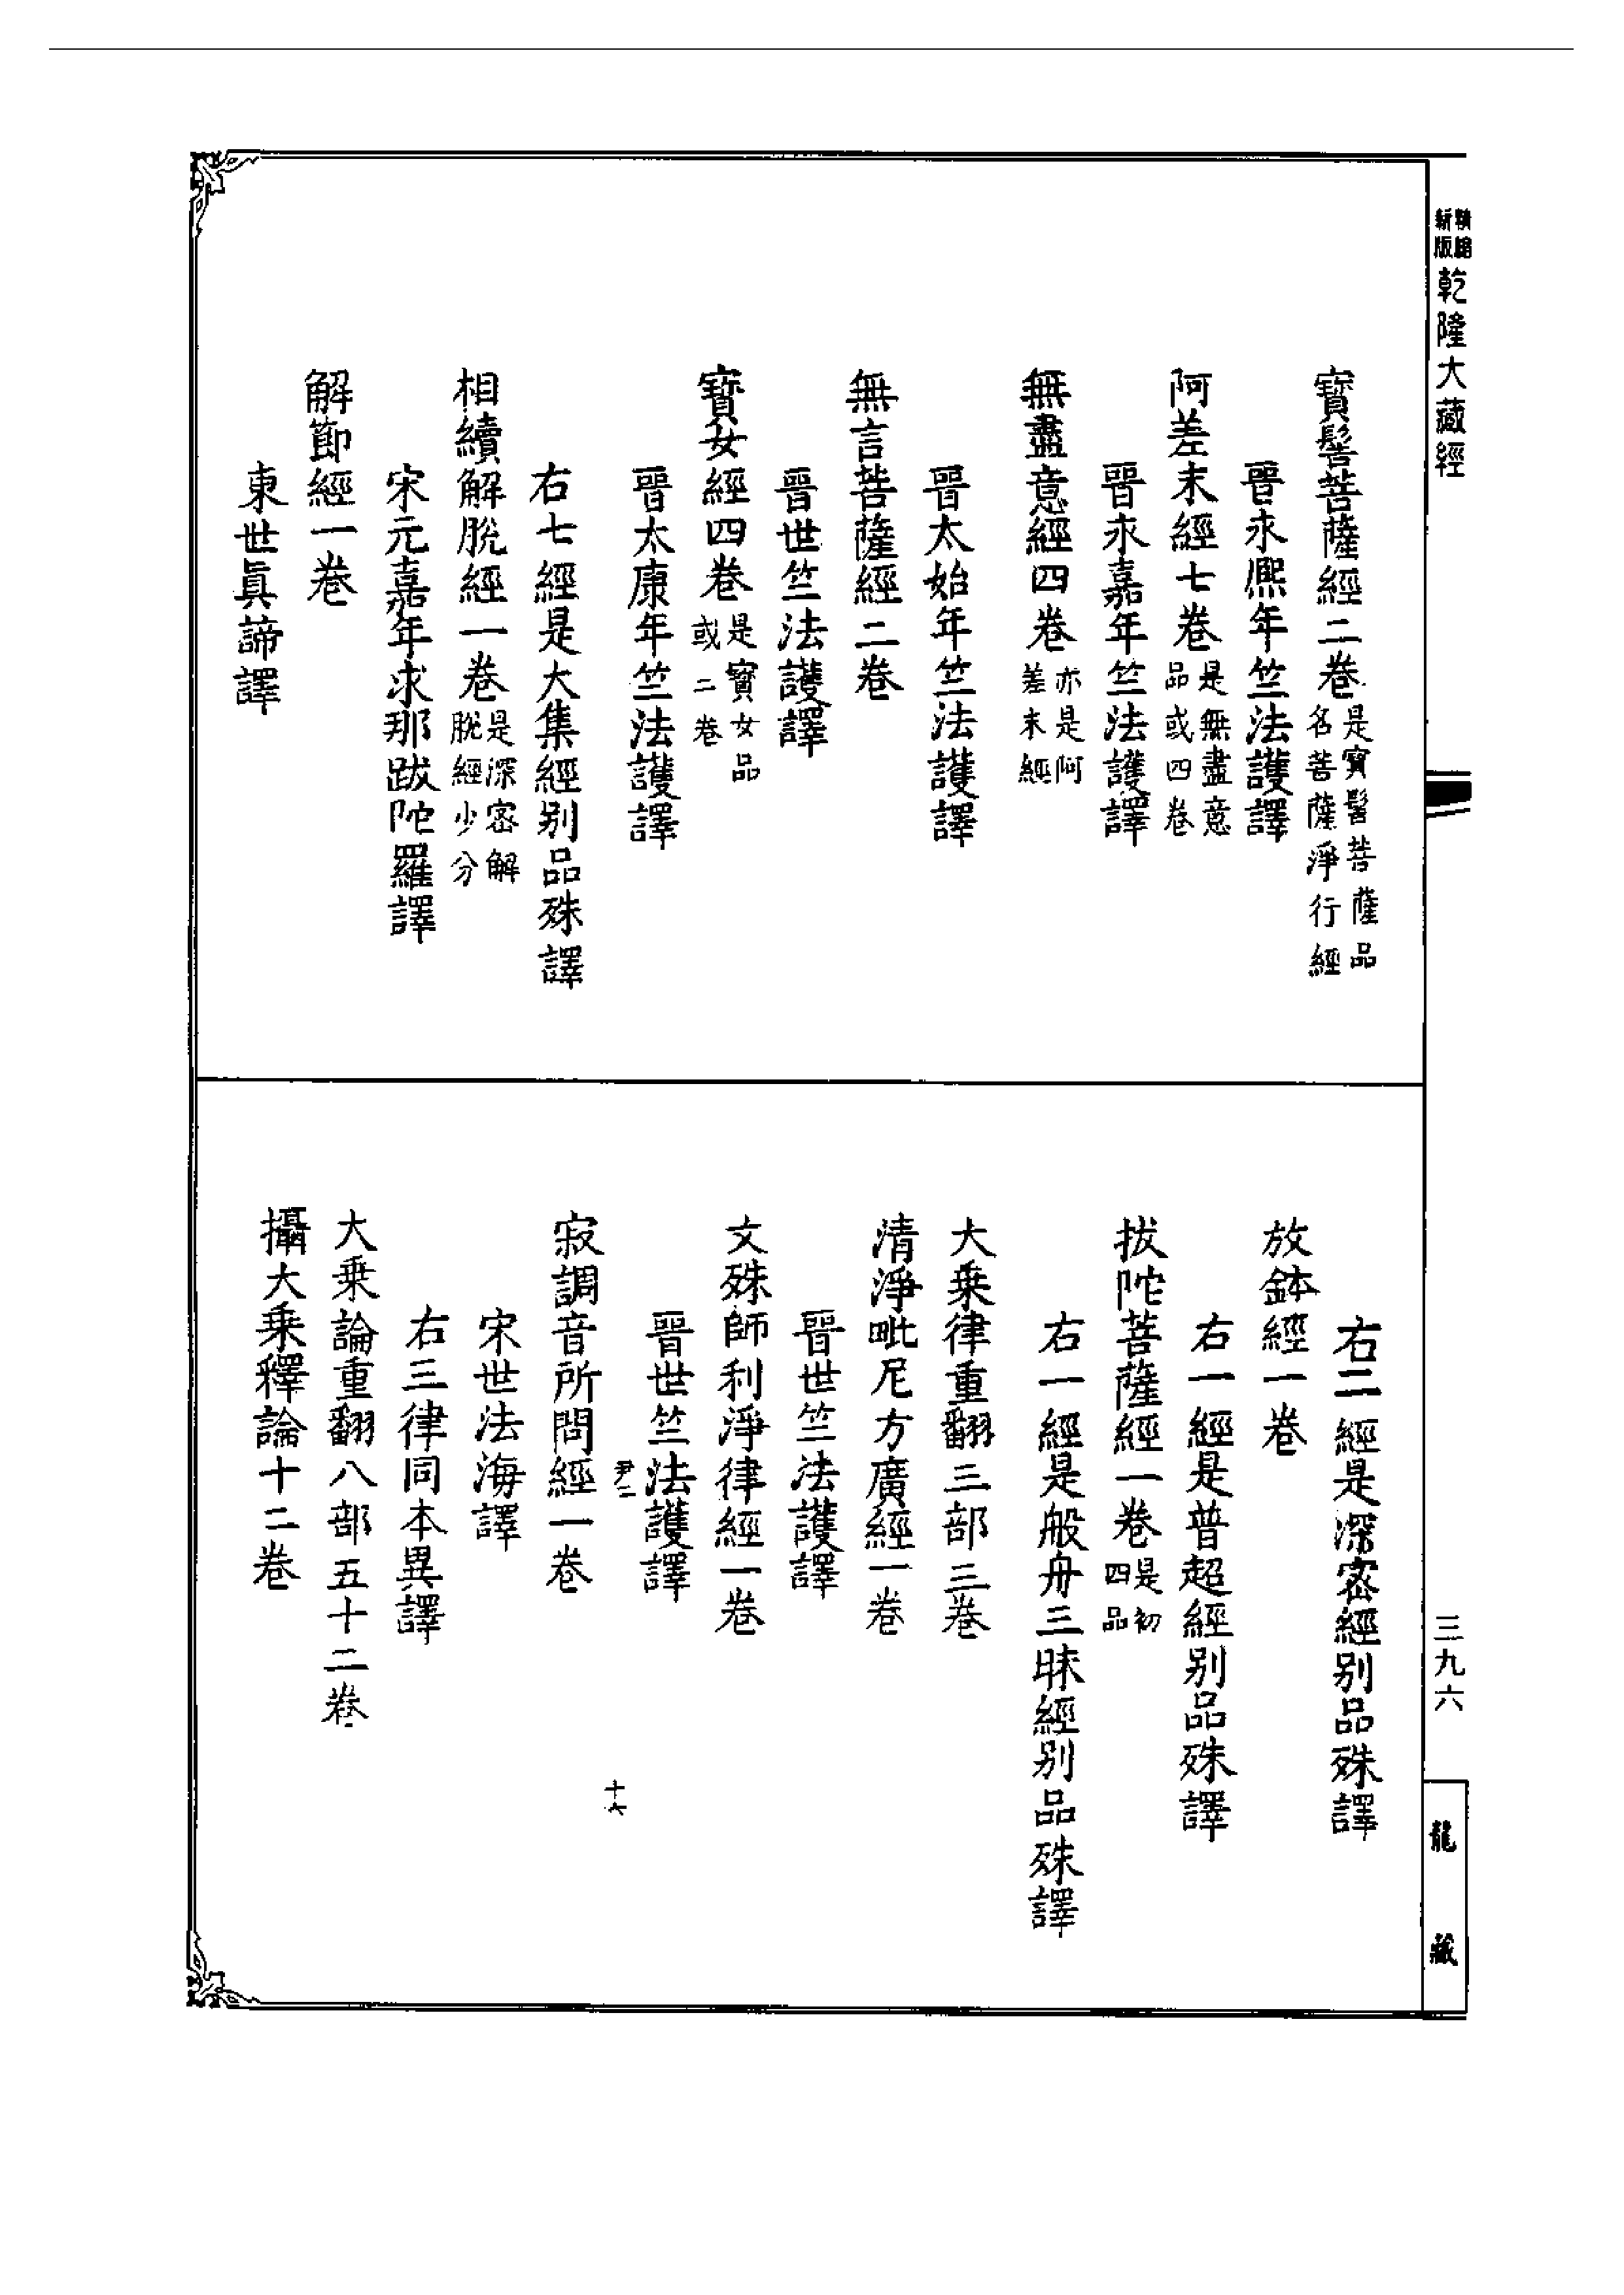 精縮新版乾隆大藏經
寶髻菩薩經二卷是寶髻菩薩品名菩薩淨行經
晉永熈年竺法護譯
阿差末經七卷是無盡意品或四卷
晉永嘉年竺法護譯
無盡意經四卷亦是阿差末經
晉太始年竺法護譯
無言菩薩經二卷
晉世竺法護譯
寶女經四卷是寶女品或二卷
晉太康年竺法護譯
右七經是大集經别品殊譯
相續解脫經一卷是深密解脫經少分
宋元嘉年求那跋陀羅譯
解節經一卷
東世眞諦譯
右二經是深密經别品殊譯
放鉢經一卷
右一經是普超經别品殊譯
拔陀菩薩經一卷是初四品
右一經是般舟三昧經别品殊譯
大乗律重翻三部三卷
清淨毗尼方廣經一卷
晉世竺法護譯
文殊師利淨律經一卷
晉世竺法護譯
尹二
十六
寂調音所問經一卷
宋世法海譯
右三律同本異譯
大乗論重翻八部五十二卷
攝大乗釋論十二卷
三九六
龍藏